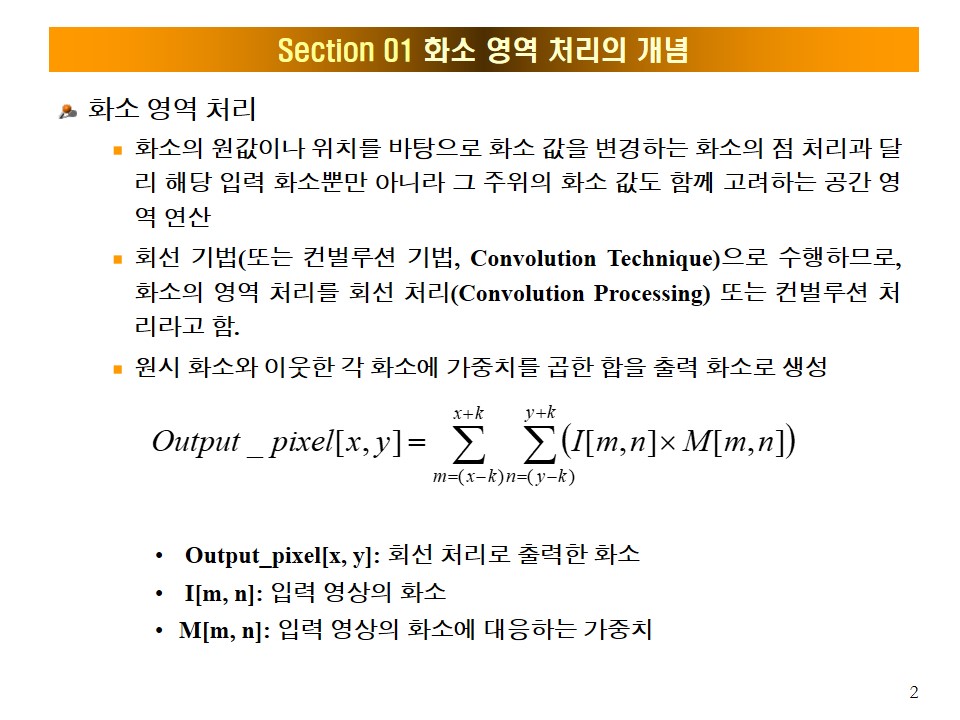 Section 01 화소 영역 처리의 개념
화소 영역 처리
화소의 원값이나 위치를 바탕으로 화소 값을 변경하는 화소의 점 처리과 달
리 해당 입력 화소뿐만 아니라 그 주위의 화소 값도 함께 고려하는 공간 영
역 연산
회선 기법(또는 컨벌루션 기법, Convolution Technique)으로 수행하므로,
화소의 영역 처리를 회선 처리(Convolution Processing) 또는 컨벌루션 처
리라고 함.
원시 화소와 이웃한 각 화소에 가중치를 곱한 합을 출력 화소로 생성
Output _ pixel[x, y] = ∑_{m=(x−k)}^{x+k} ∑_{n=(y−k)}^{y+k} (I[m,n]× M[m,n])
• Output_pixel[x, y]: 회선 처리로 출력한 화소
• I[m, n]: 입력 영상의 화소
• M[m, n]: 입력 영상의 화소에 대응하는 가중치
2